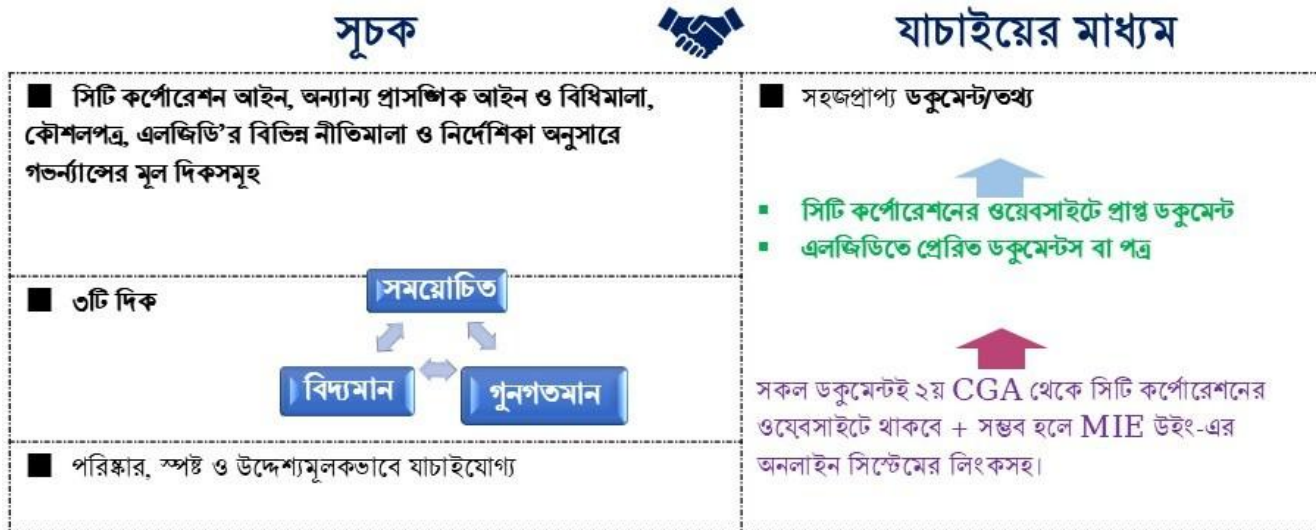 সূচক
যাচাইয়ের মাধ্যম
■ সিটি কর্পোরেশন আইন, অন্যান্য প্রাসঙ্গিক আইন ও বিধিমালা,
কৌশলপত্র, এলজিডি’র বিভিন্ন নীতিমালা ও নির্দেশিকা অনুসারে
গভর্ন্যান্সের মূল দিকসমূহ
■ ৩টি দিক
সময়োচিত
বিদ্যমান
গুনগতমান
■ পরিষ্কার, স্পষ্ট ও উদ্দেশ্যমূলকভাবে যাচাইযোগ্য
■ সহজপ্রাপ্য ডকুমেন্ট/তথ্য
▪ সিটি কর্পোরেশনের ওয়েবসাইটে প্রাপ্ত ডকুমেন্ট
▪ এলজিডিতে প্রেরিত ডকুমেন্টস বা পত্র
সকল ডকুমেন্টই ২য় CGA থেকে সিটি কর্পোরেশনের
ওয়েবসাইটে থাকবে + সম্ভব হলে MIE উইং-এর
অনলাইন সিস্টেমের লিংকসহ।